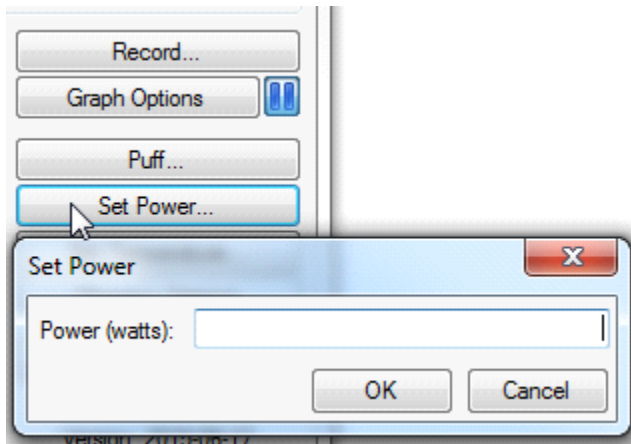 Record...
Graph Options
Puff...
Set Power...
Set Power
Power (watts):
OK
Cancel